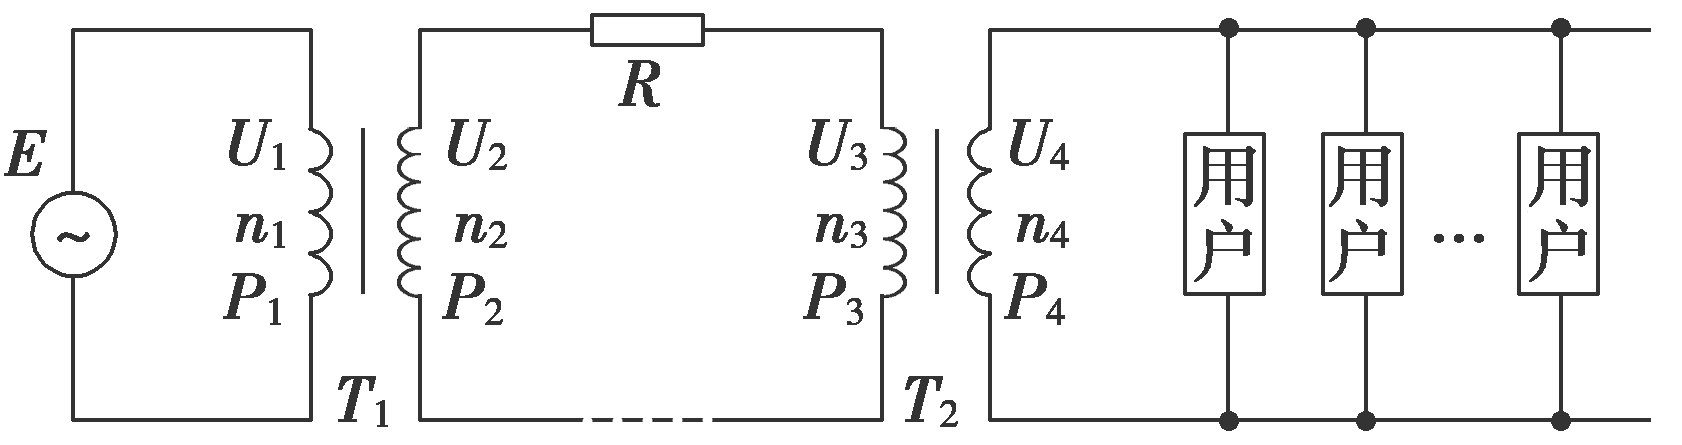 R
E
U1 U2 U3 U4
n1 n2 n3 n4
P1 P2 P3 P4
T1 T2
~
用户 用户 … 用户